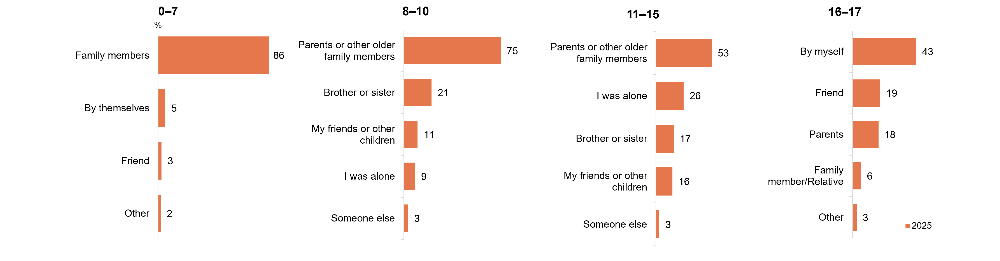 0–7
%
Family members
86
By themselves
5
Friend
3
Other
2
8–10
Parents or other older
family members
75
Brother or sister
21
My friends or other
children
11
I was alone
9
Someone else
3
11–15
Parents or other older
family members
53
I was alone
26
Brother or sister
17
My friends or other
children
16
Someone else
3
16–17
By myself
43
Friend
19
Parents
18
Family
member/Relative
6
Other
3
2025